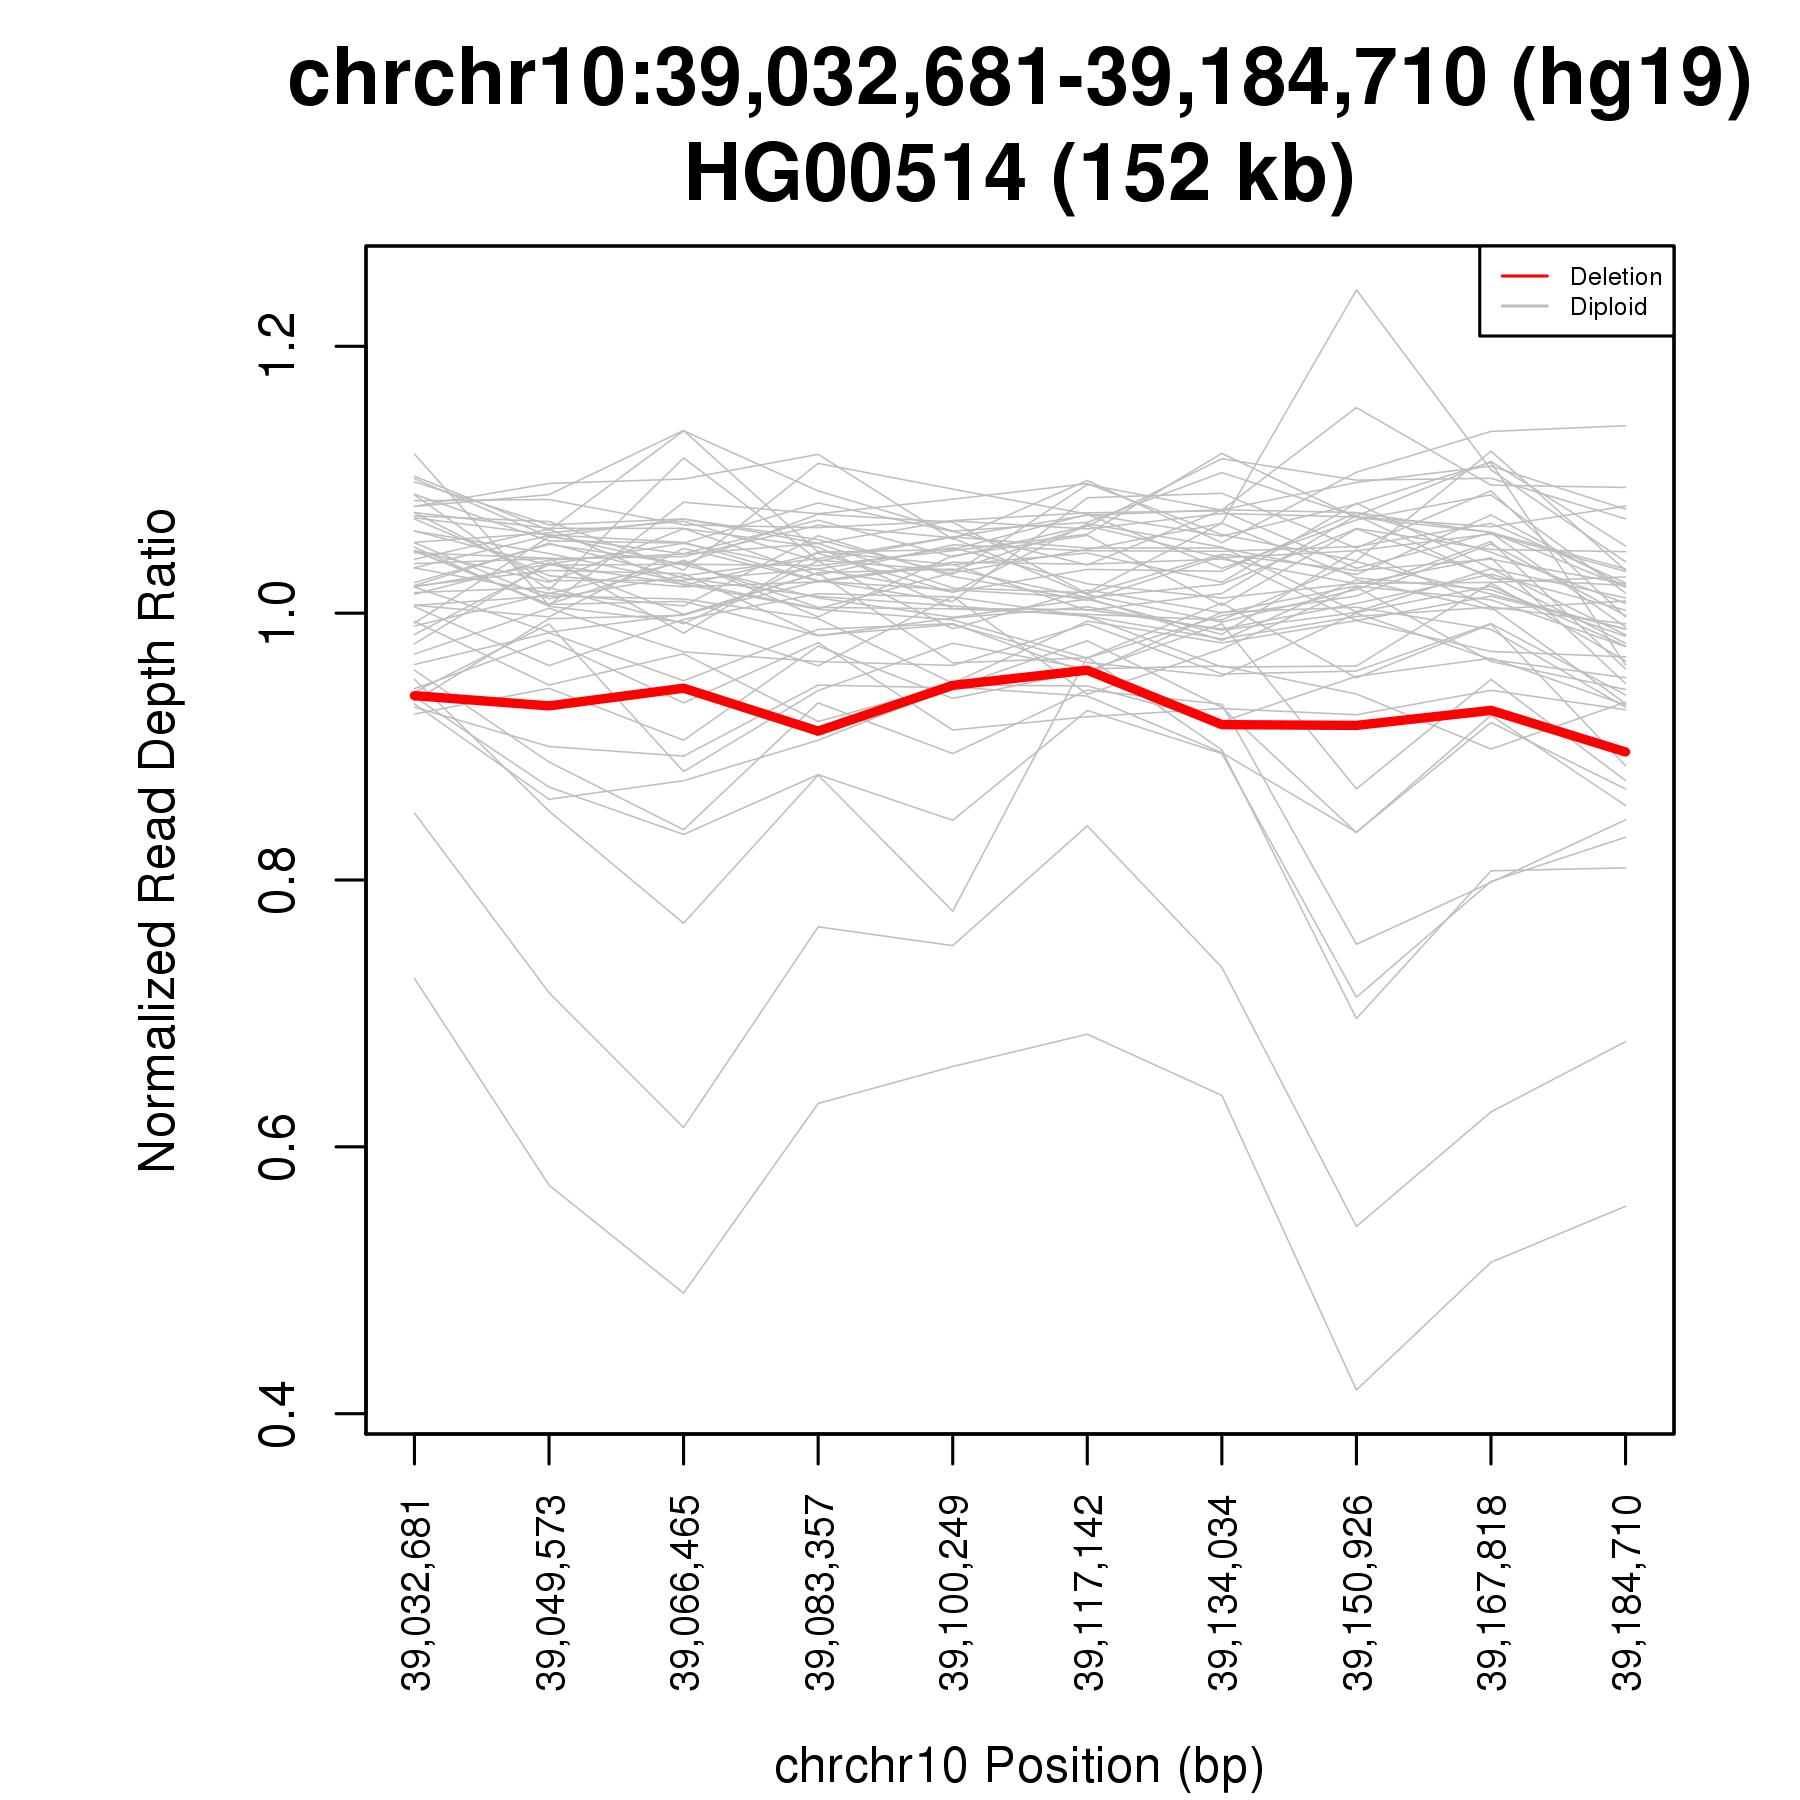 chrchr10:39,032,681-39,184,710 (hg19)
HG00514 (152 kb)
Deletion
Diploid
Normalized Read Depth Ratio
1.2
1.0
0.8
0.6
0.4
39,032,681
39,049,573
39,066,465
39,083,357
39,100,249
39,117,142
39,134,034
39,150,926
39,167,818
39,184,710
chrchr10 Position (bp)